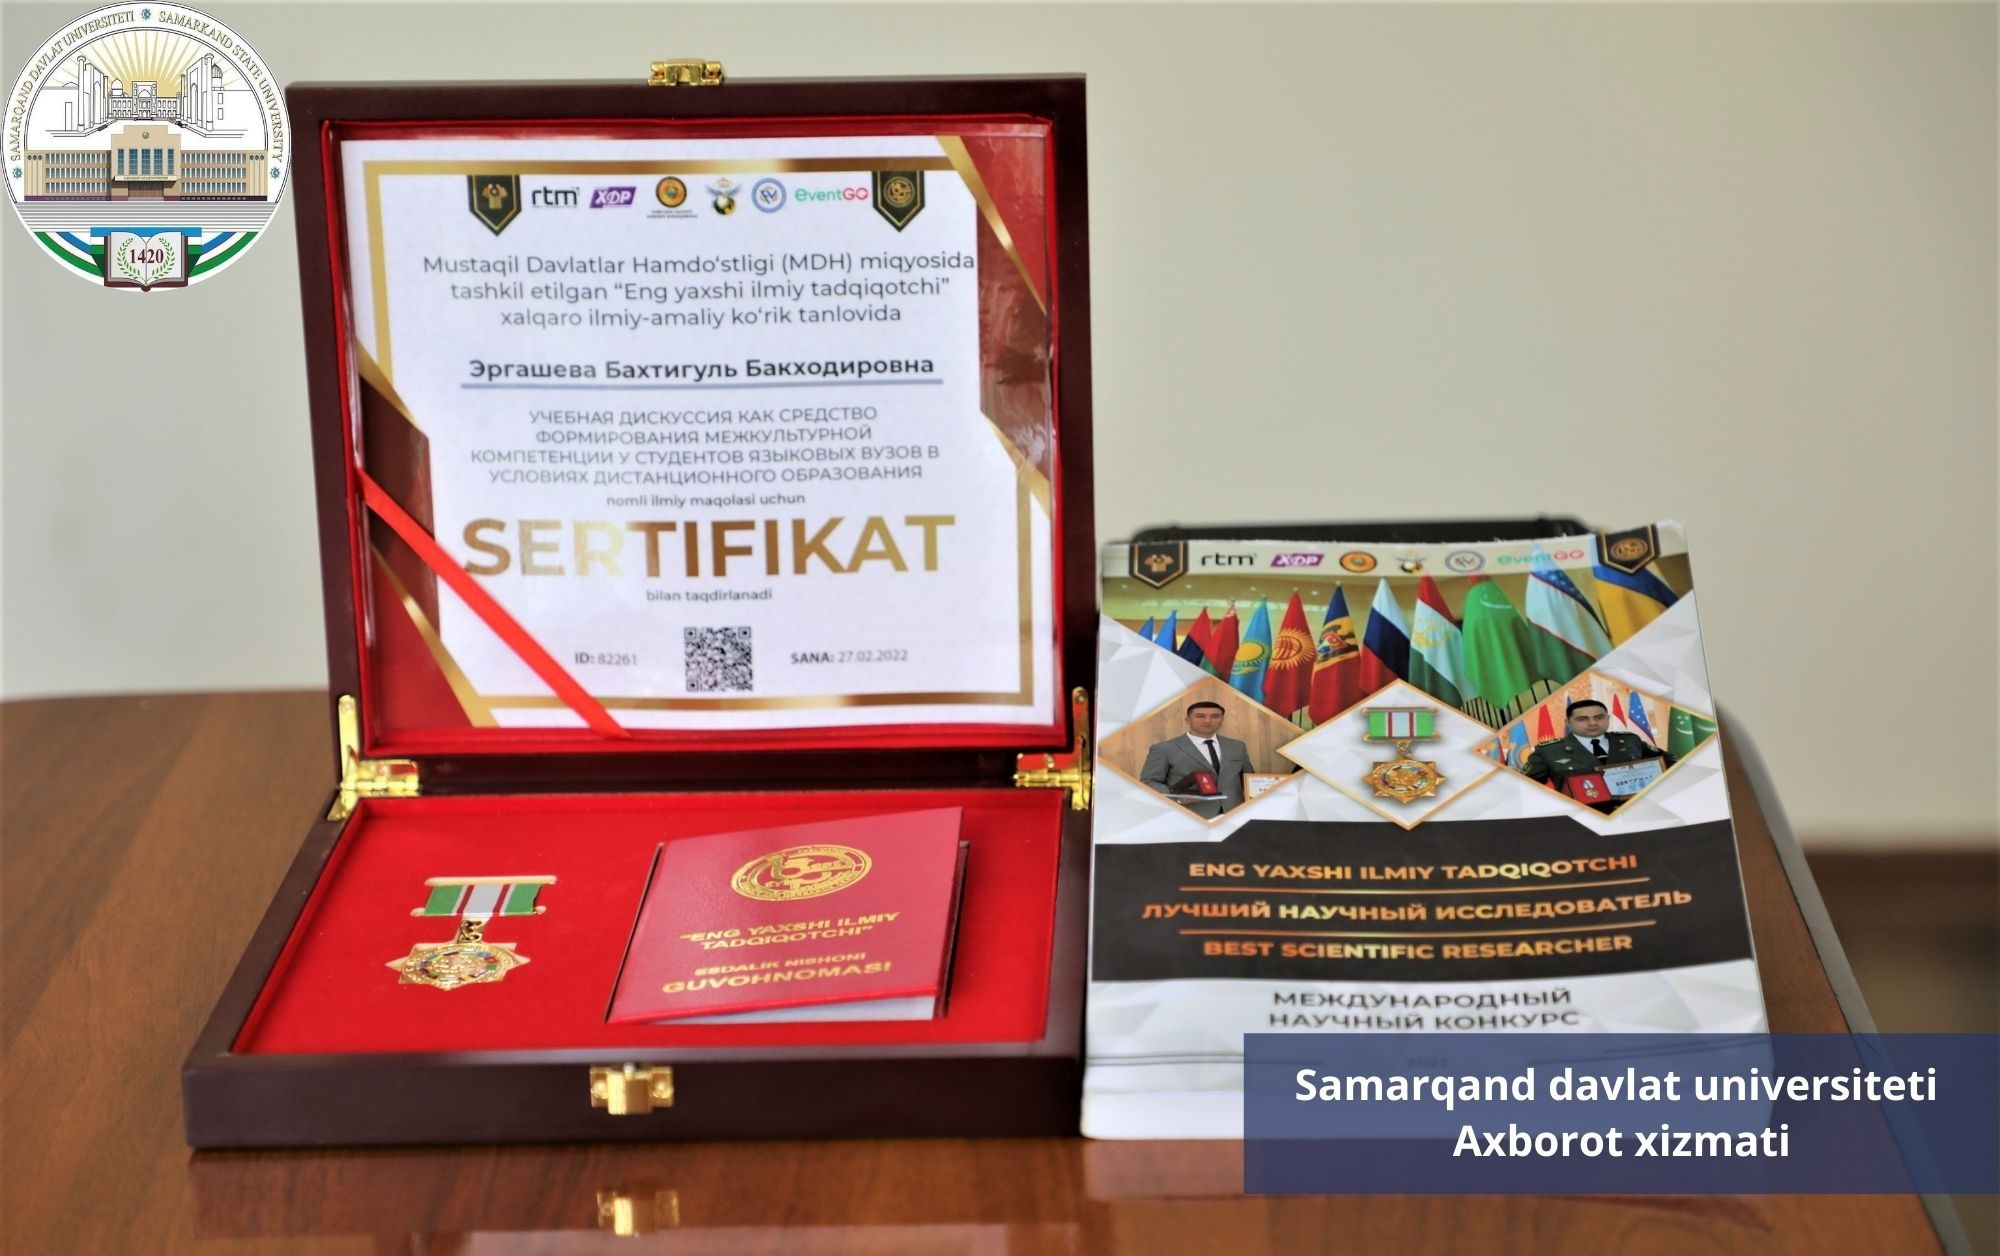 SAMARQAND DAVLAT UNIVERSITETI
SAMARKAND STATE UNIVERSITY
1420
rtm
XDP
eventGO
Mustaqil Davlatlar Hamdo‘stligi (MDH) miqyosida
tashkil etilgan “Eng yaxshi ilmiy tadqiqotchi”
xalqaro ilmiy-amaliy ko‘rik tanlovida
Эргашева Бахтигуль Бакходировна
УЧЕБНАЯ ДИСКУССИЯ КАК СРЕДСТВО
ФОРМИРОВАНИЯ МЕЖКУЛЬТУРНОЙ
КОМПЕТЕНЦИИ У СТУДЕНТОВ ЯЗЫКОВЫХ ВУЗОВ В
УСЛОВИЯХ ДИСТАНЦИОННОГО ОБРАЗОВАНИЯ
nomli ilmiy maqolasi uchun
SERTIFIKAT
bilan taqdirlanadi
ID: 82261
SANA: 27.02.2022
“ENG YAXSHI ILMIY
TADQIQOTCHI”
ESDALIK NISHONI
GUVOHNOMASI
rtm
XDP
eventGO
ENG YAXSHI ILMIY TADQIQOTCHI
ЛУЧШИЙ НАУЧНЫЙ ИССЛЕДОВАТЕЛЬ
BEST SCIENTIFIC RESEARCHER
МЕЖДУНАРОДНЫЙ
НАУЧНЫЙ КОНКУРС
2022
Samarqand davlat universiteti
Axborot xizmati